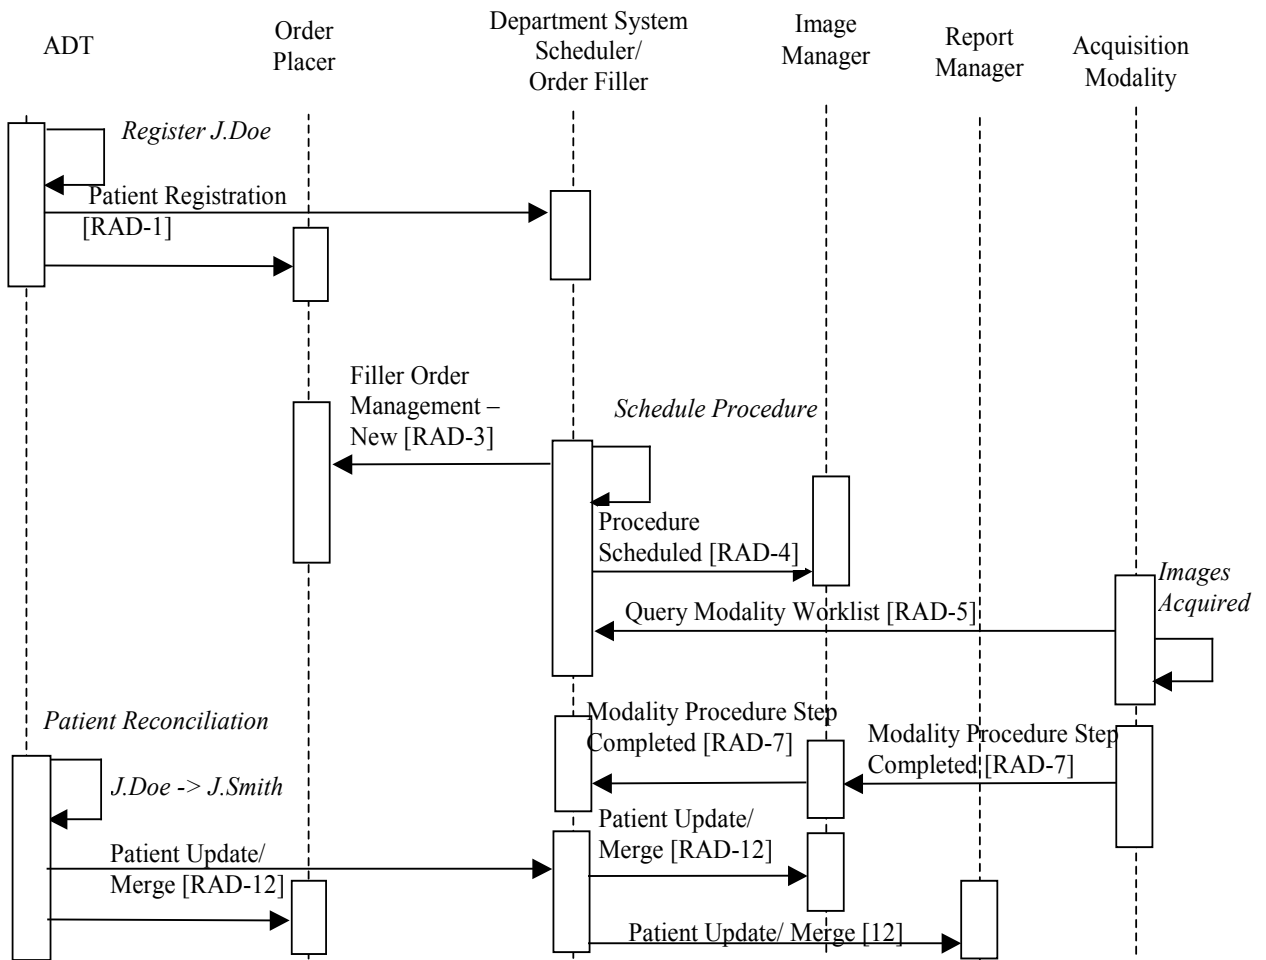 ADT
Order
Placer
Department System
Scheduler/
Order Filler
Image
Manager
Report
Manager
Acquisition
Modality
Register J.Doe
Patient Registration
[RAD-1]
Filler Order
Management –
New [RAD-3]
Schedule Procedure
Procedure
Scheduled [RAD-4]
Images
Acquired
Query Modality Worklist [RAD-5]
Patient Reconciliation
Modality Procedure Step
Completed [RAD-7]
Modality Procedure Step
Completed [RAD-7]
J.Doe -> J.Smith
Patient Update/
Merge [RAD-12]
Patient Update/
Merge [RAD-12]
Patient Update/ Merge [12]